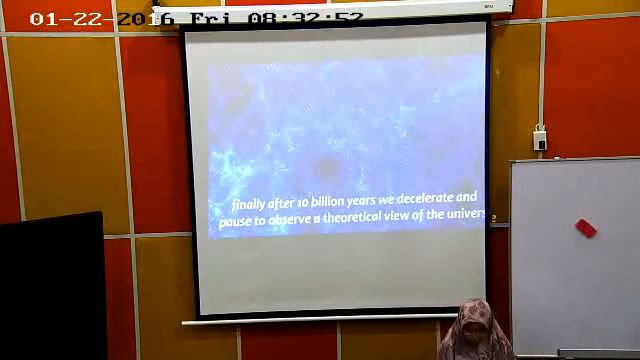 01-22-2016 Fri 08:32:52
finally after 10 billion years we decelerate and
pause to observe a theoretical view of the universe